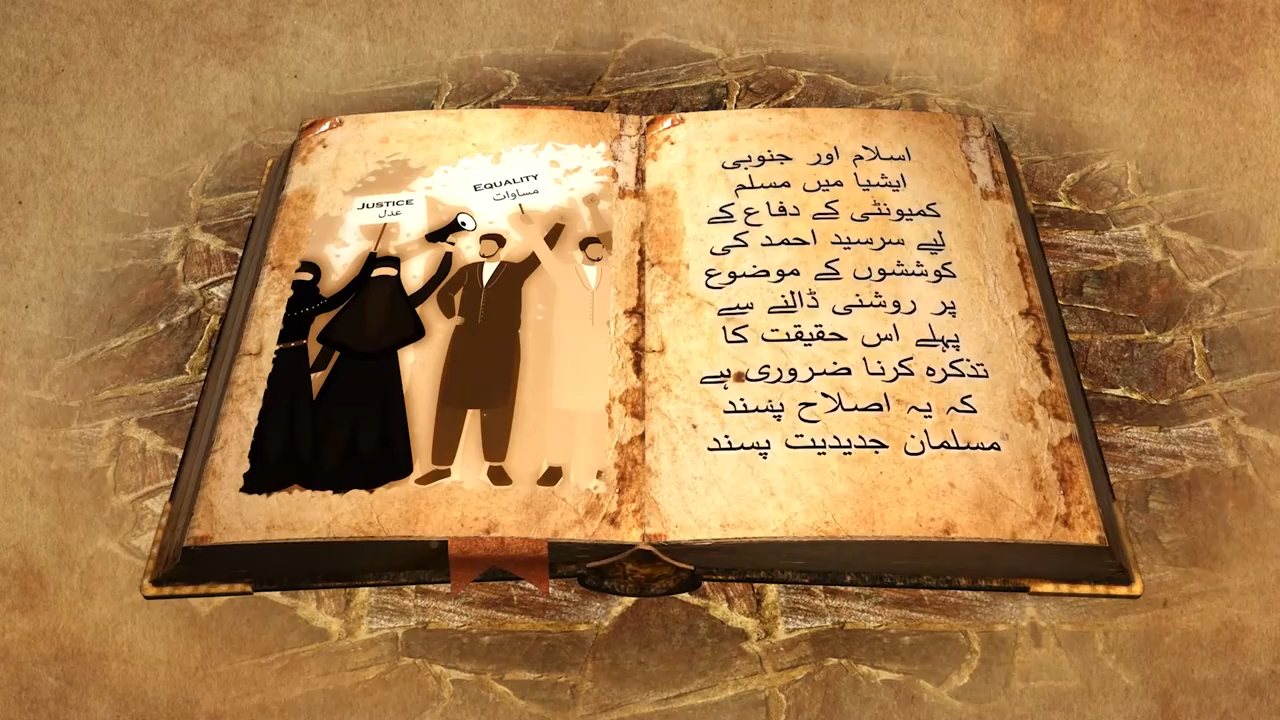 JUSTICE
عدل
EQUALITY
مساوات
اسلام اور جنوبی
ایشیا میں مسلم
کمیونٹی کے دفاع کے
لیے سرسید احمد کی
کوششوں کے موضوع
پر روشنی ڈالنے سے
پہلے اس حقیقت کا
تذکرہ کرنا ضروری ہے
کہ یہ اصلاح پسند
مسلمان جدیدیت پسند